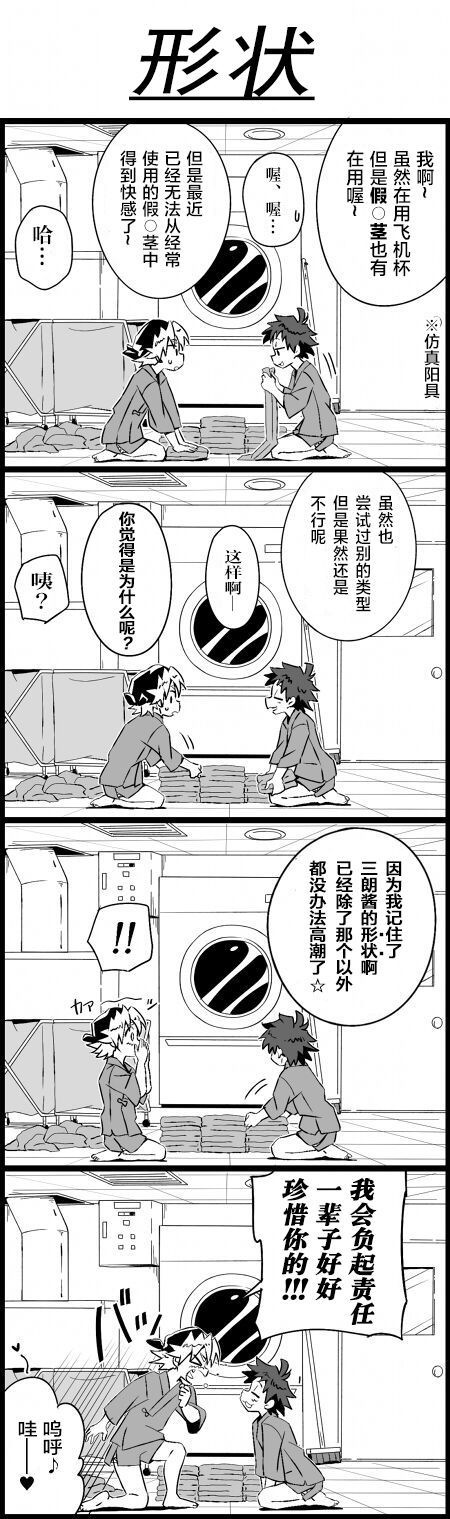 形状
我啊~
虽然在用飞机杯
但是假○茎也有
在用喔~
※仿真阳具
喔、喔…
但是最近
已经无法从经常
使用的假○茎中
得到快感了~
哈…
虽然也
尝试过别的类型
但是果然还是
不行呢
这样啊—
你觉得是为什么呢?
咦?
因为我记住了
三朗酱的形状啊
已经除了那个以外
都没办法高潮了☆
!!
カア
我会负起责任
一辈子好好
珍惜你的!!!
呜呼♪
哇——♥